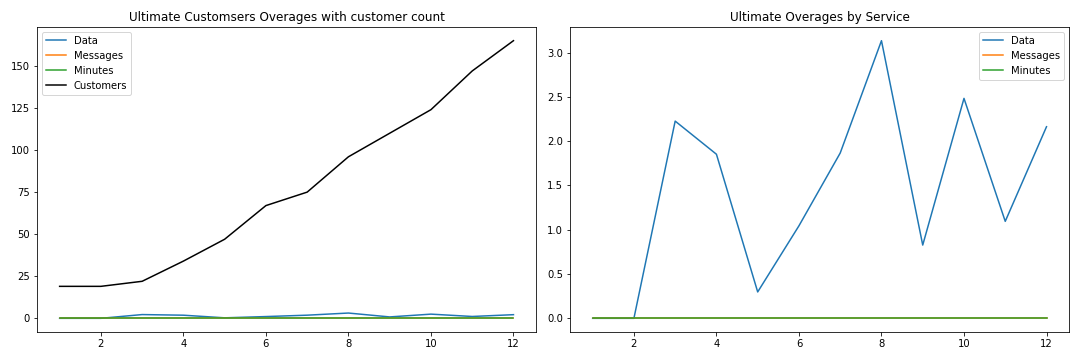 Ultimate Customsers Overages with customer count
Data
Messages
Minutes
Customers
150
125
100
75
50
25
0
2
4
6
8
10
12
Ultimate Overages by Service
Data
Messages
Minutes
3.0
2.5
2.0
1.5
1.0
0.5
0.0
2
4
6
8
10
12